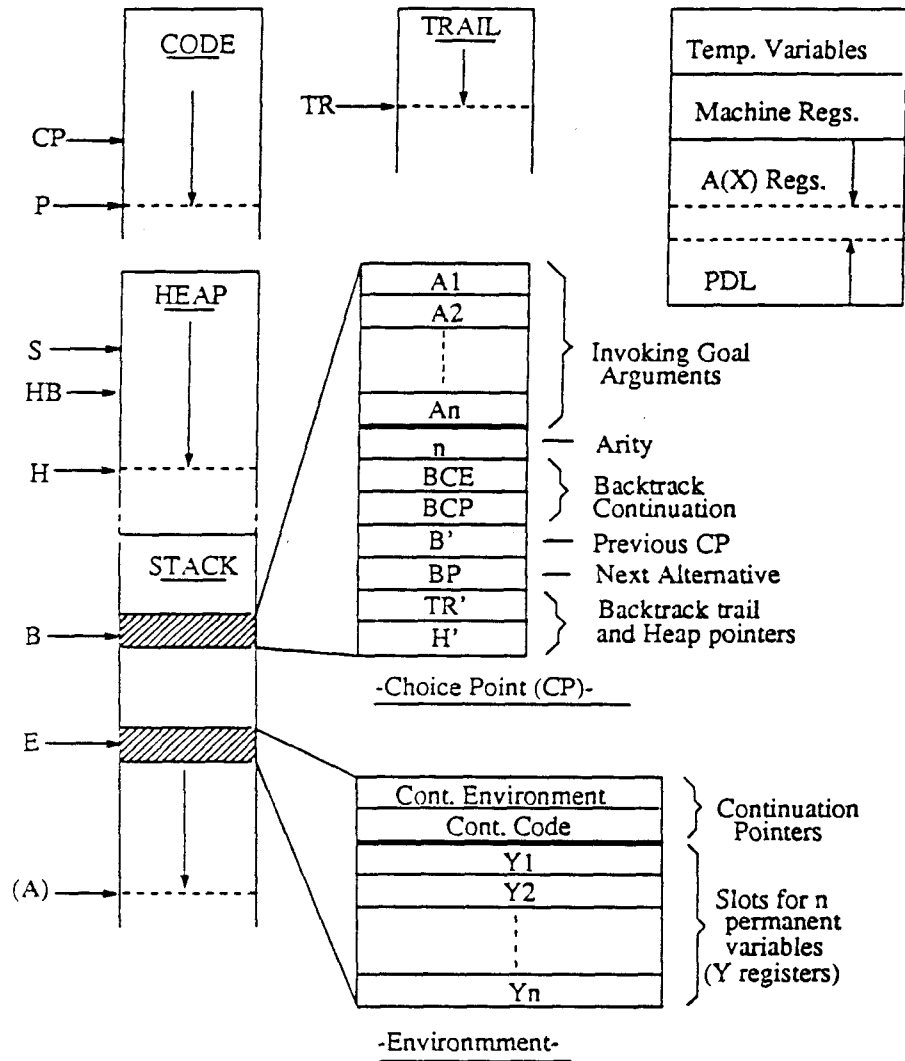 CODE
CP
P
TRAIL
TR
Temp. Variables
Machine Regs.
A(X) Regs.
PDL
HEAP
S
HB
H
STACK
B
E
(A)
A1
A2
An
n
BCE
BCP
B'
BP
TR'
H'
Invoking Goal
Arguments
Arity
Backtrack
Continuation
Previous CP
Next Alternative
Backtrack trail
and Heap pointers
-Choice Point (CP)-
Cont. Environment
Cont. Code
Y1
Y2
Yn
Continuation
Pointers
Slots for n
permanent
variables
(Y registers)
-Environmment-